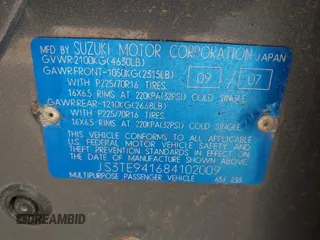 MFD BY SUZUKI MOTOR CORPORATION JAPAN
GVWR:2100KG(4630LB)
GAWR:FRONT-1050KG(2315LB) 09 / 07
WITH P225/70R16 TIRES,
16X6.5 RIMS AT 220KPA(32PSI) COLD SINGLE
GAWR:REAR-1210KG(2668LB)
WITH P225/70R16 TIRES,
16X6.5 RIMS AT 220KPA(32PSI) COLD SINGLE
THIS VEHICLE CONFORMS TO ALL APPLICABLE
U.S. FEDERAL MOTOR VEHICLE SAFETY AND
THEFT PREVENTION STANDARDS IN EFFECT ON
THE DATE OF MANUFACTURE SHOWN ABOVE.
JS3TE941684102009
MULTIPURPOSE PASSENGER VEHICLE
DREAMBID